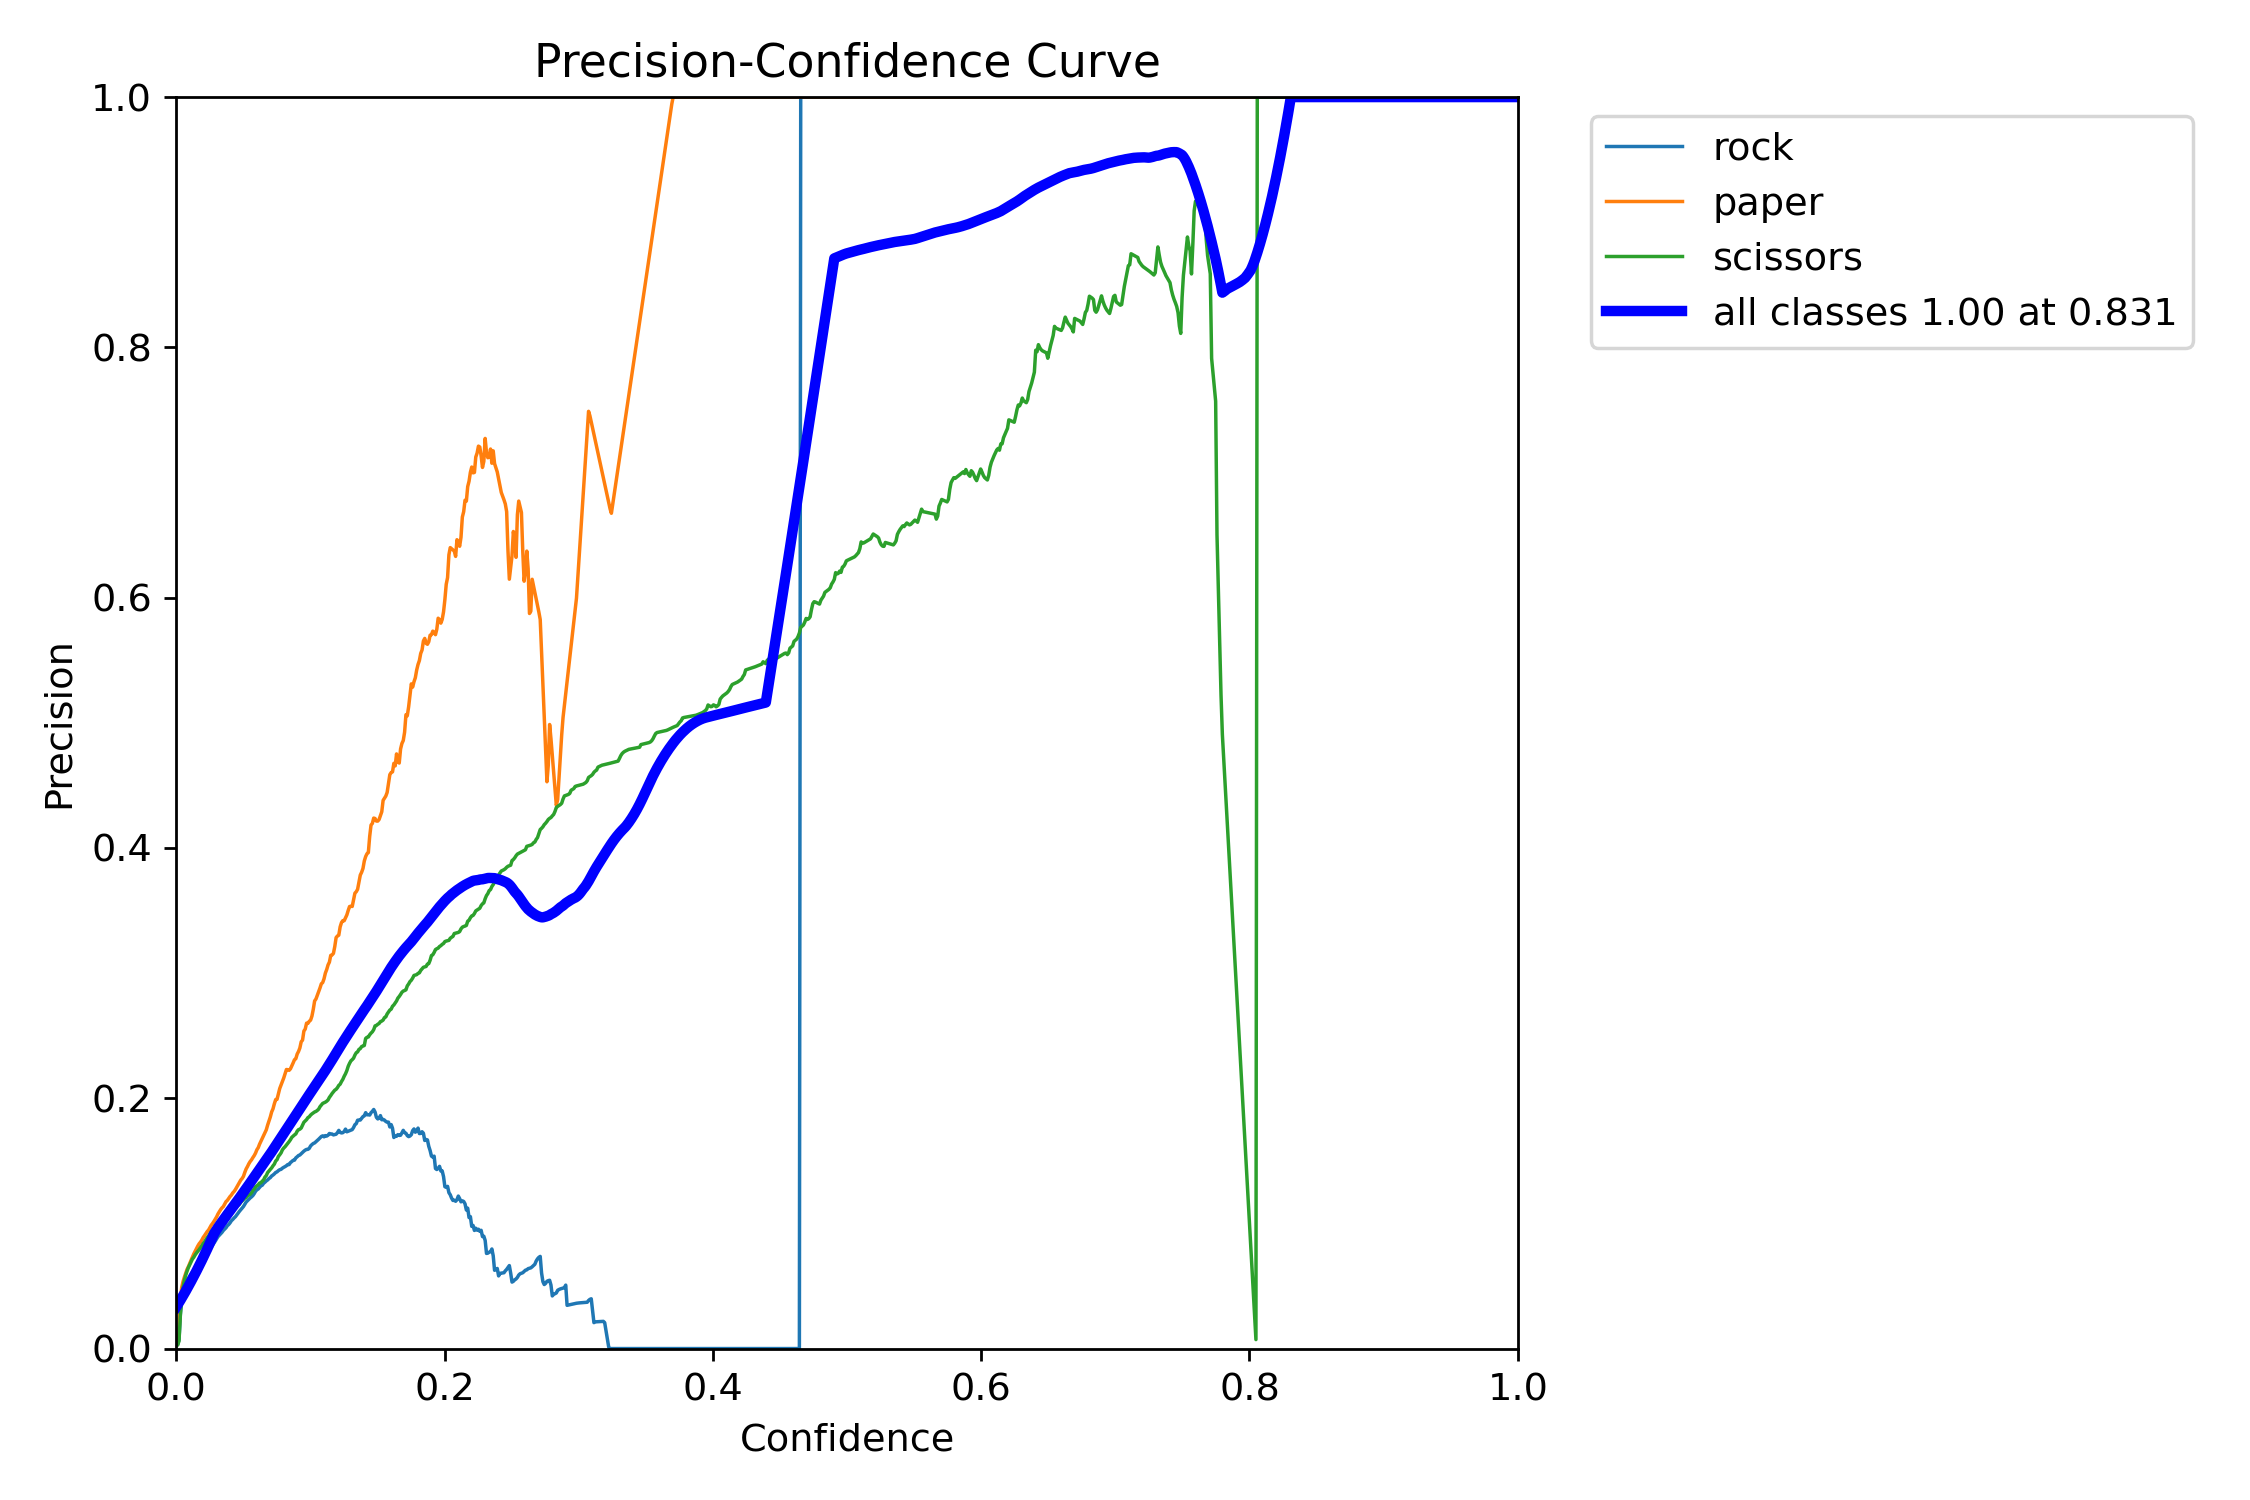 Precision-Confidence Curve
1.0
0.8
0.6
0.4
0.2
0.0
Precision
0.0 0.2 0.4 0.6 0.8 1.0
Confidence
rock
paper
scissors
all classes 1.00 at 0.831